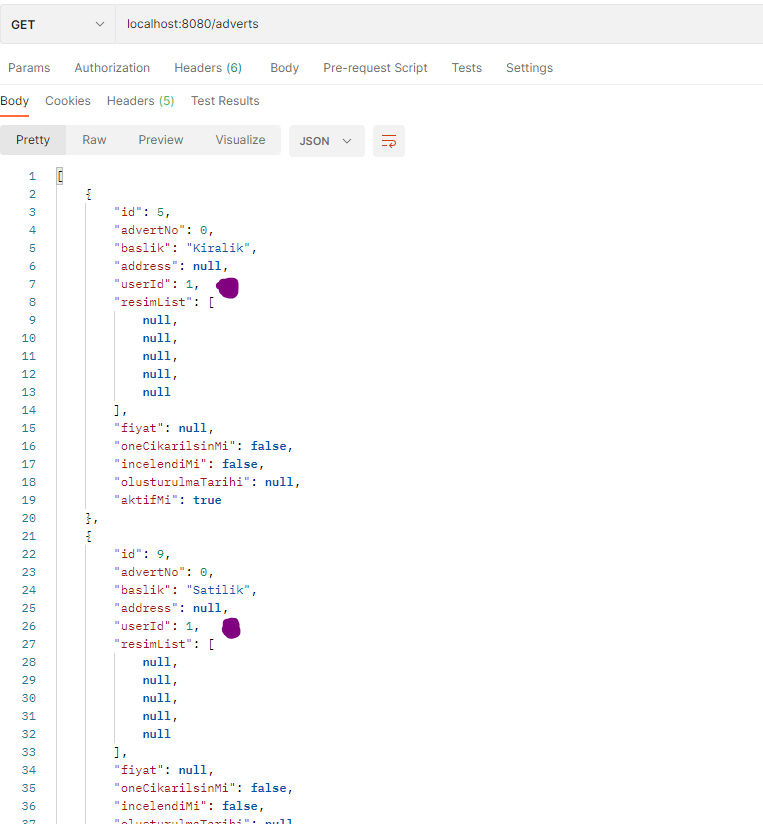 GET localhost:8080/adverts
Params Authorization Headers (6) Body Pre-request Script Tests Settings
Body Cookies Headers (5) Test Results
Pretty Raw Preview Visualize JSON
1 [
2 {
3 "id": 5,
4 "advertNo": 0,
5 "baslik": "Kiralik",
6 "address": null,
7 "userId": 1,
8 "resimList": [
9 null,
10 null,
11 null,
12 null,
13 null
14 ],
15 "fiyat": null,
16 "oneCikarilsinMi": false,
17 "incelendiMi": false,
18 "olusturulmaTarihi": null,
19 "aktifMi": true
20 },
21 {
22 "id": 9,
23 "advertNo": 0,
24 "baslik": "Satilik",
25 "address": null,
26 "userId": 1,
27 "resimList": [
28 null,
29 null,
30 null,
31 null,
32 null
33 ],
34 "fiyat": null,
35 "oneCikarilsinMi": false,
36 "incelendiMi": false,
37 "olusturulmaTarihi": null,